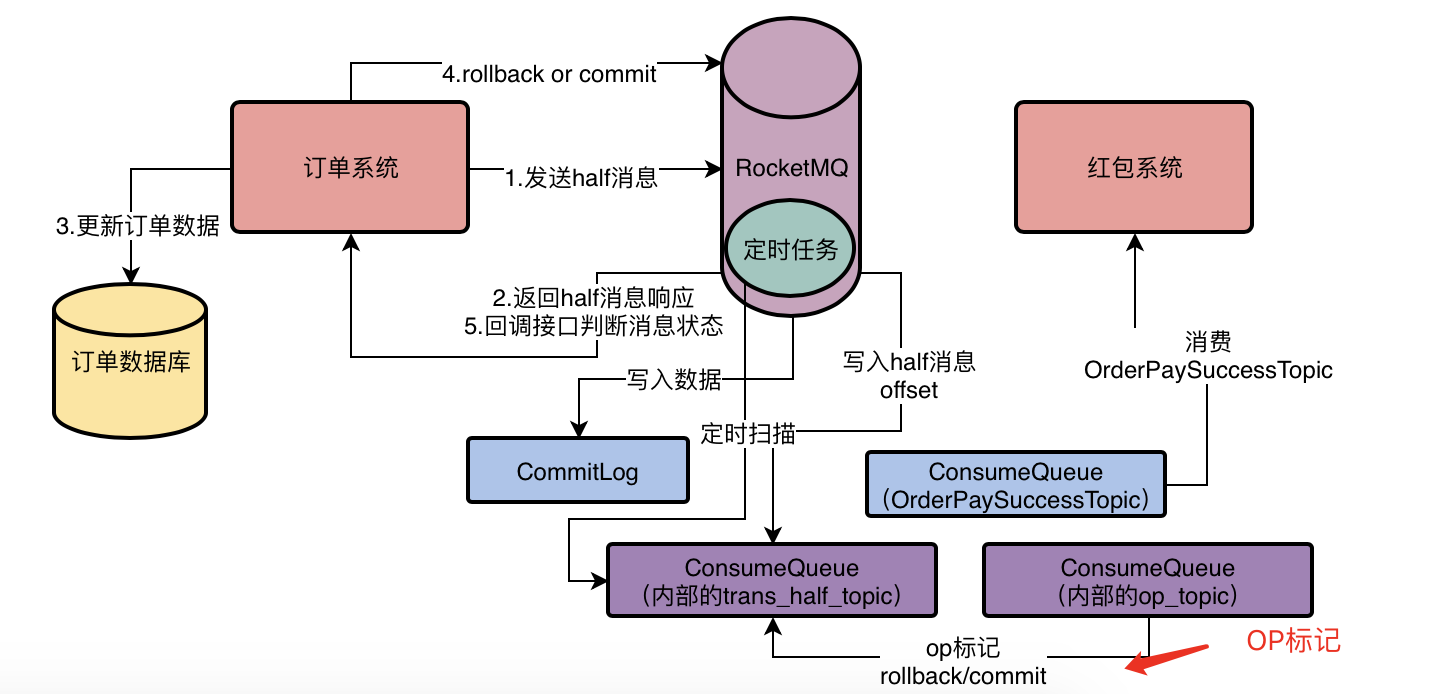 4.rollback or commit
订单系统
1.发送half消息
RocketMQ
红包系统
3.更新订单数据
定时任务
2.返回half消息响应
5.回调接口判断消息状态
订单数据库
写入half消息
offset
消费
OrderPaySuccessTopic
写入数据
定时扫描
CommitLog
ConsumeQueue
（OrderPaySuccessTopic）
ConsumeQueue
（内部的trans_half_topic）
ConsumeQueue
（内部的op_topic）
op标记
rollback/commit
OP标记